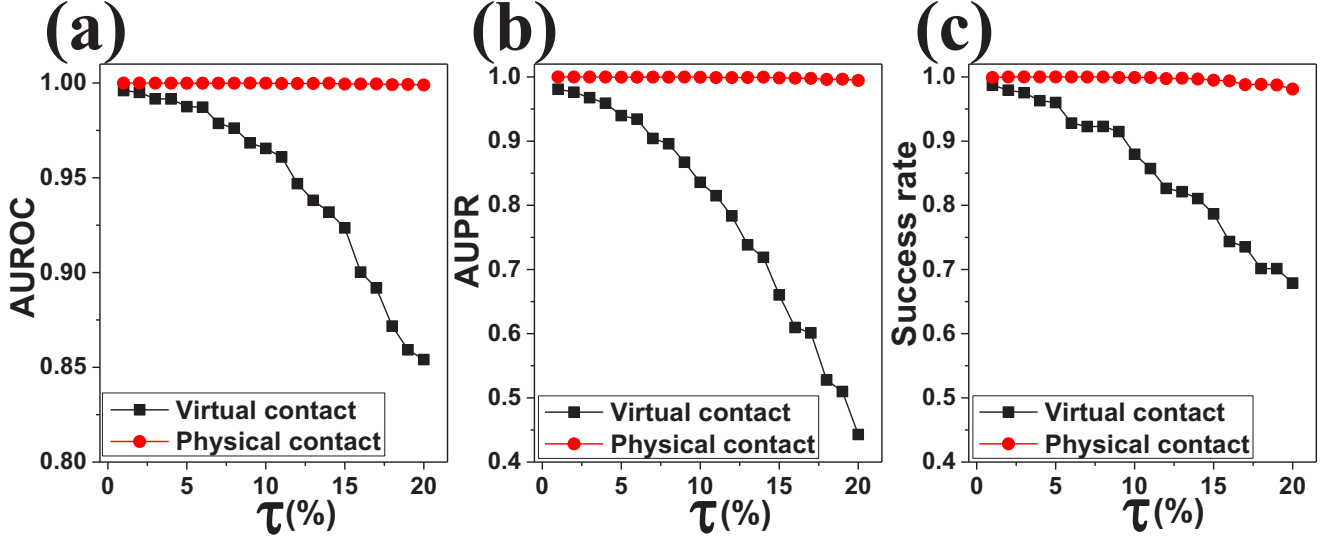 (a)
AUROC
1.00
0.95
0.90
0.85
0.80
Virtual contact
Physical contact
0 5 10 15 20
τ(%)
(b)
AUPR
1.0
0.9
0.8
0.7
0.6
0.5
0.4
Virtual contact
Physical contact
0 5 10 15 20
τ(%)
(c)
Success rate
1.0
0.9
0.8
0.7
0.6
0.5
0.4
Virtual contact
Physical contact
0 5 10 15 20
τ(%)